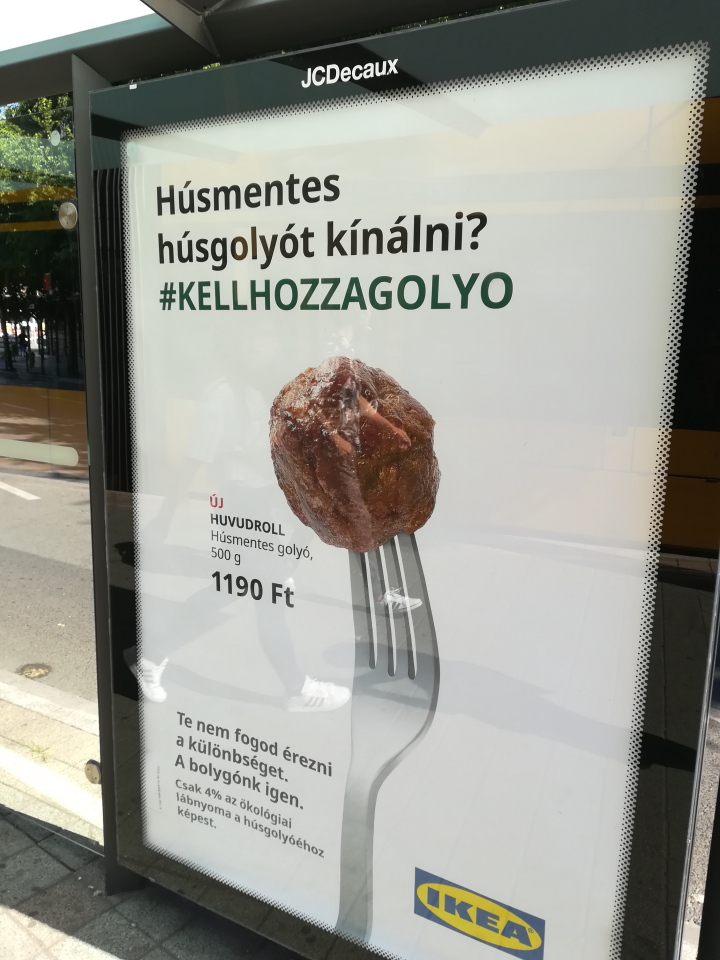 JCDecaux
Húsmentes
húsgolyót kínálni?
#KELLHOZZAGOLYO
ÚJ
HUVUDROLL
Húsmentes golyó,
500 g
1190 Ft
Te nem fogod érezni
a különbséget.
A bolygónk igen.
Csak 4% az ökológiai
lábnyoma a húsgolyóéhoz
képest.
IKEA